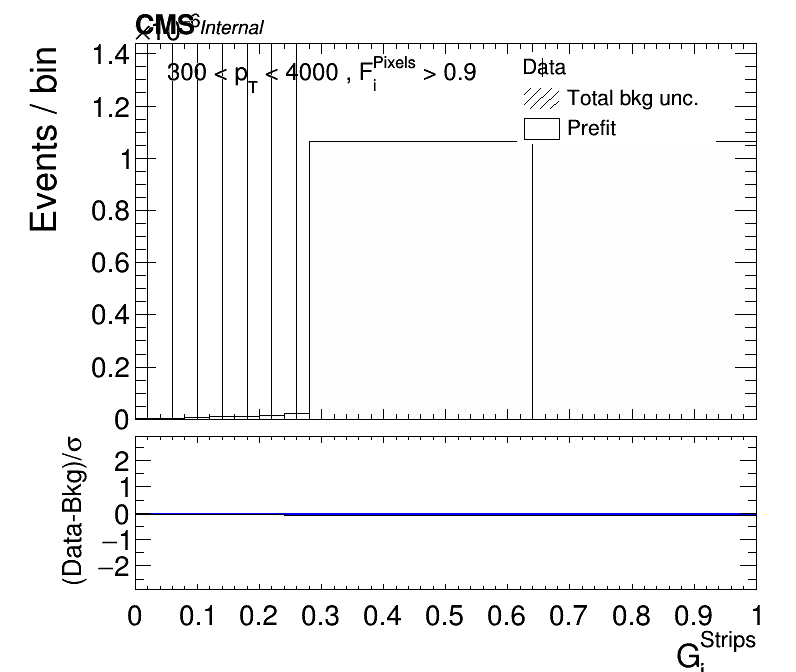 CMS Internal
×10⁻⁶
300 < p_T < 4000 , F_i^Pixels > 0.9
Data
Total bkg unc.
Prefit
Events / bin
1.4
1.2
1
0.8
0.6
0.4
0.2
0
(Data-Bkg)/σ
2
1
0
−1
−2
0 0.1 0.2 0.3 0.4 0.5 0.6 0.7 0.8 0.9 1
G_i^Strips